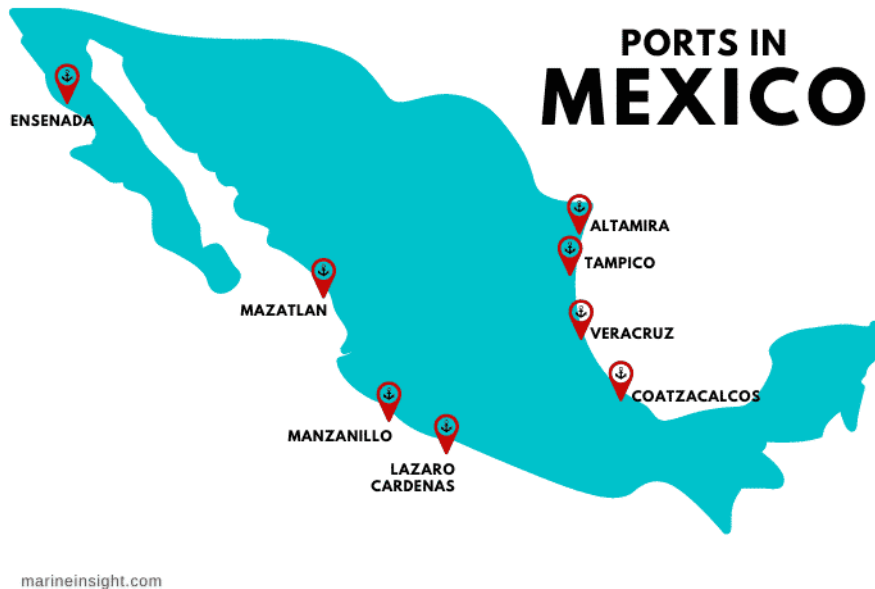 PORTS IN
MEXICO
ENSENADA
ALTAMIRA
TAMPICO
MAZATLAN
VERACRUZ
COATZACALCOS
MANZANILLO
LAZARO
CARDENAS
marineinsight.com